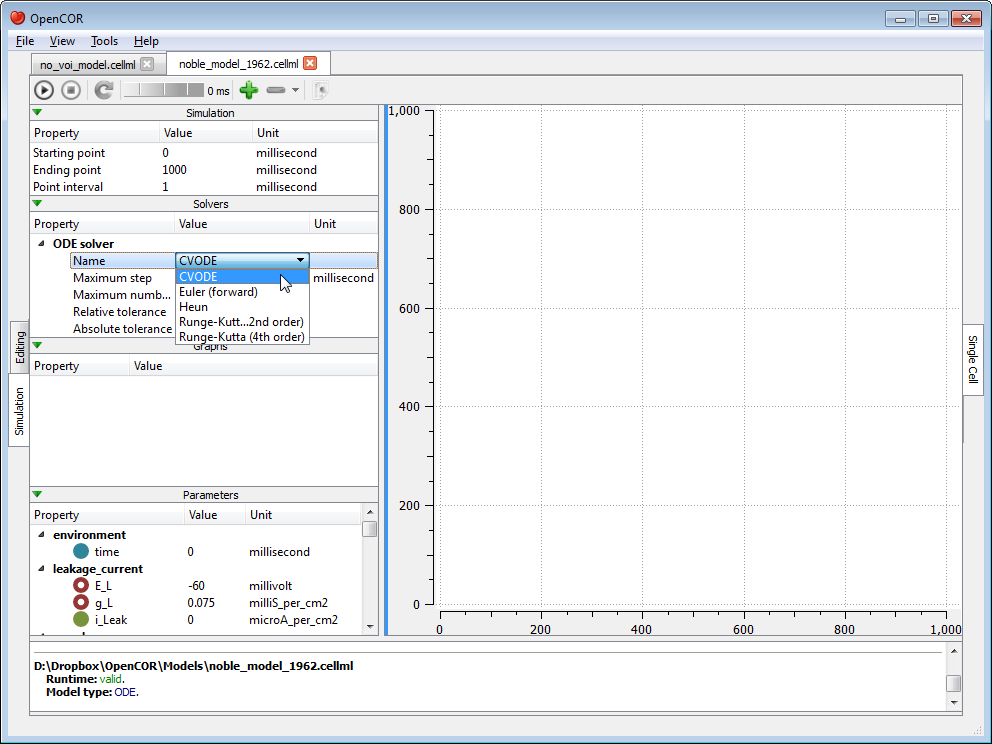 OpenCOR
File View Tools Help
no_voi_model.cellml noble_model_1962.cellml
0 ms
Simulation
Property Value Unit
Starting point 0 millisecond
Ending point 1000 millisecond
Point interval 1 millisecond
Solvers
Property Value Unit
ODE solver
Name CVODE
Maximum step millisecond
Maximum numb...
Relative tolerance
Absolute tolerance
CVODE
Euler (forward)
Heun
Runge-Kutt...2nd order)
Runge-Kutta (4th order)
Graphs
Property Value
Parameters
Property Value Unit
environment
time 0 millisecond
leakage_current
E_L -60 millivolt
g_L 0.075 milliS_per_cm2
i_Leak 0 microA_per_cm2
Editing
Simulation
1,000
800
600
400
200
0
0 200 400 600 800 1,000
Single Cell
D:\Dropbox\OpenCOR\Models\noble_model_1962.cellml
Runtime: valid.
Model type: ODE.